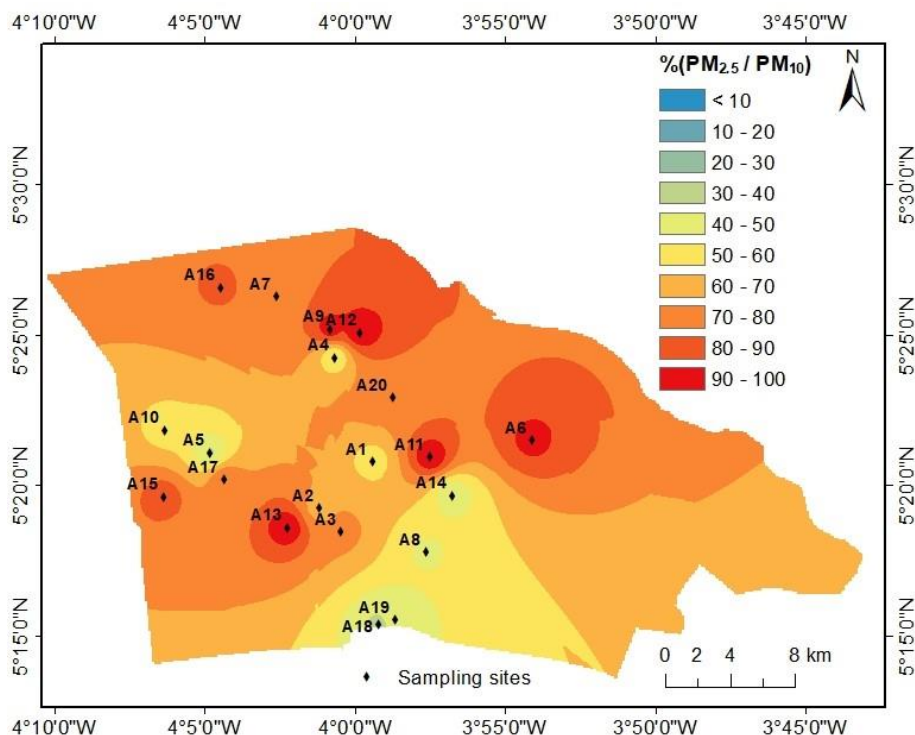 4°10'0"W 4°5'0"W 4°0'0"W 3°55'0"W 3°50'0"W 3°45'0"W
%(PM2.5 / PM10)
< 10
10 - 20
20 - 30
30 - 40
40 - 50
50 - 60
60 - 70
70 - 80
80 - 90
90 - 100
N
5°30'0"N 5°30'0"N
5°25'0"N 5°25'0"N
5°20'0"N 5°20'0"N
5°15'0"N 5°15'0"N
A16
A7
A9
A12
A4
A20
A10
A5
A17
A1
A11
A6
A15
A14
A2
A13
A3
A8
A19
A18
0 2 4 8 km
Sampling sites
4°10'0"W 4°5'0"W 4°0'0"W 3°55'0"W 3°50'0"W 3°45'0"W